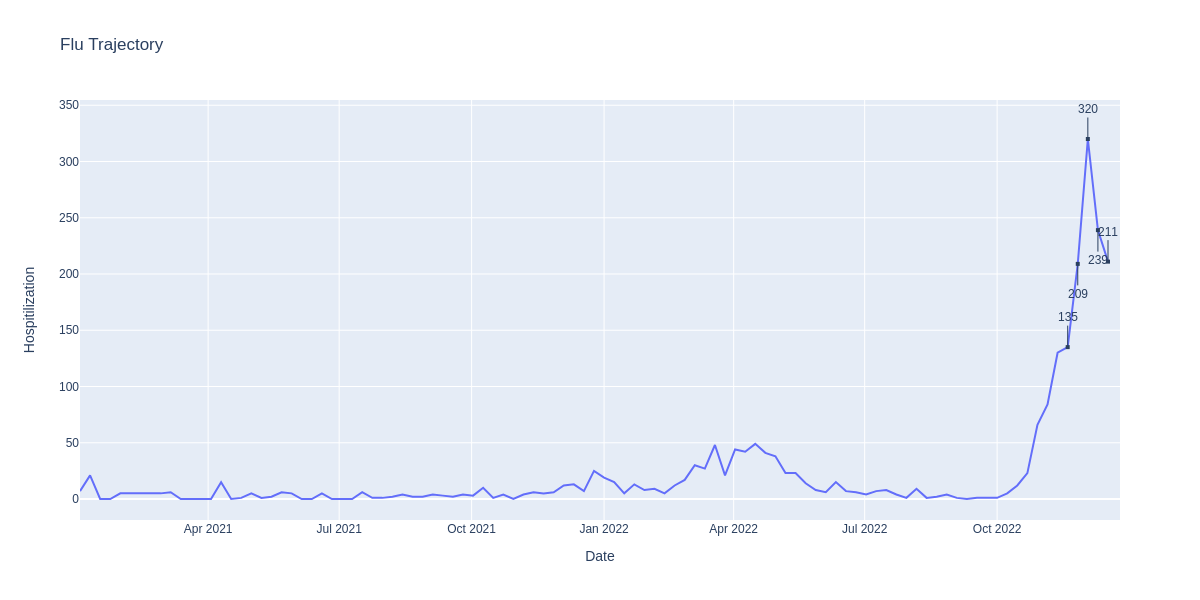 Flu Trajectory
350
300
250
200
150
100
50
0
Hospitilization
320
211
239
209
135
Apr 2021
Jul 2021
Oct 2021
Jan 2022
Apr 2022
Jul 2022
Oct 2022
Date